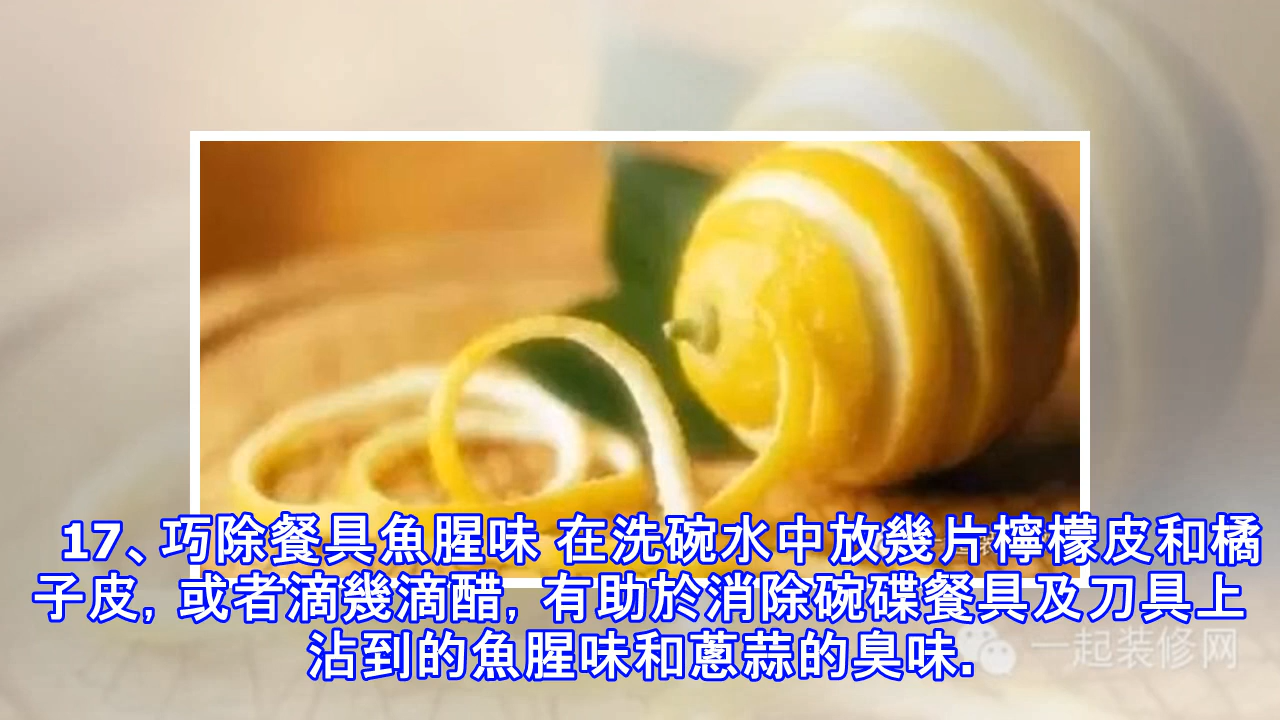 17、巧除餐具魚腥味 在洗碗水中放幾片檸檬皮和橘
子皮, 或者滴幾滴醋, 有助於消除碗碟餐具及刀具上
沾到的魚腥味和蔥蒜的臭味.
一起装修网